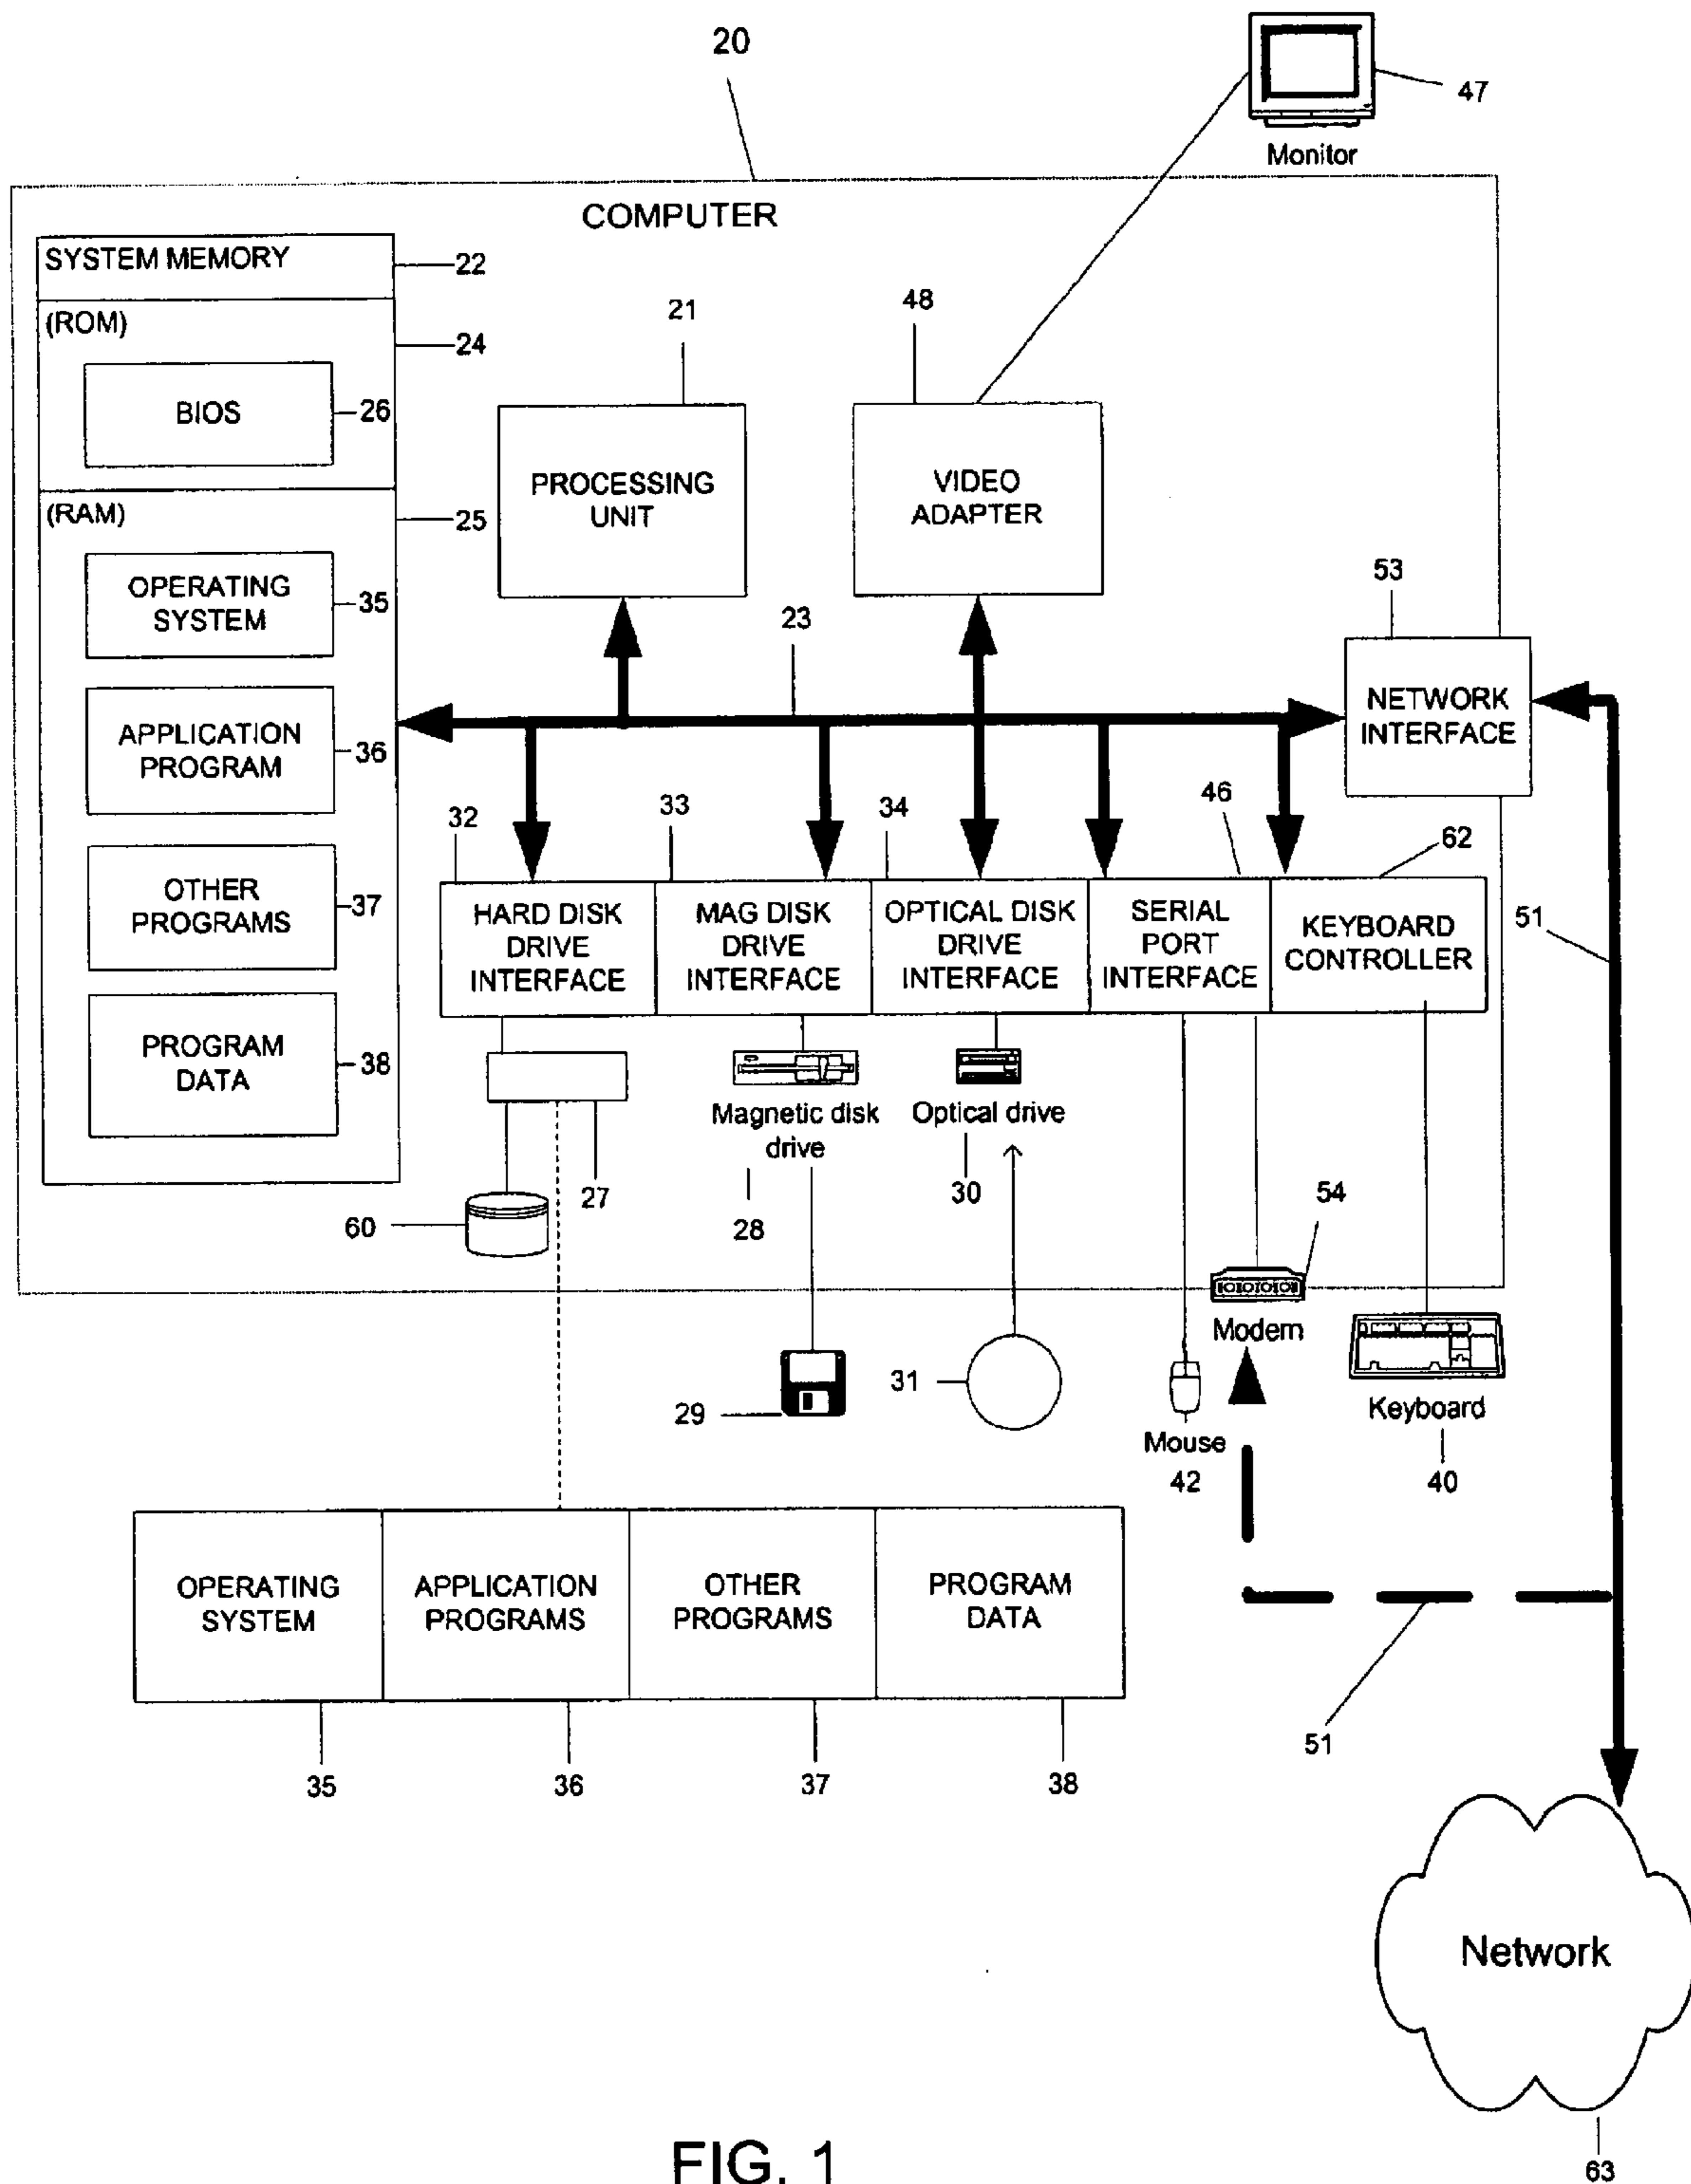 20
47
Monitor
COMPUTER
SYSTEM MEMORY
22
(ROM)
24
BIOS
26
(RAM)
25
OPERATING
SYSTEM
35
APPLICATION
PROGRAM
36
OTHER
PROGRAMS
37
PROGRAM
DATA
38
21
PROCESSING
UNIT
48
VIDEO
ADAPTER
23
53
NETWORK
INTERFACE
32
HARD DISK
DRIVE
INTERFACE
33
MAG DISK
DRIVE
INTERFACE
34
OPTICAL DISK
DRIVE
INTERFACE
46
SERIAL
PORT
INTERFACE
62
KEYBOARD
CONTROLLER
51
27
60
Magnetic disk
drive
28
Optical drive
30
54
Modem
29
31
Mouse
42
Keyboard
40
OPERATING
SYSTEM
APPLICATION
PROGRAMS
OTHER
PROGRAMS
PROGRAM
DATA
35
36
37
38
51
Network
63
FIG. 1